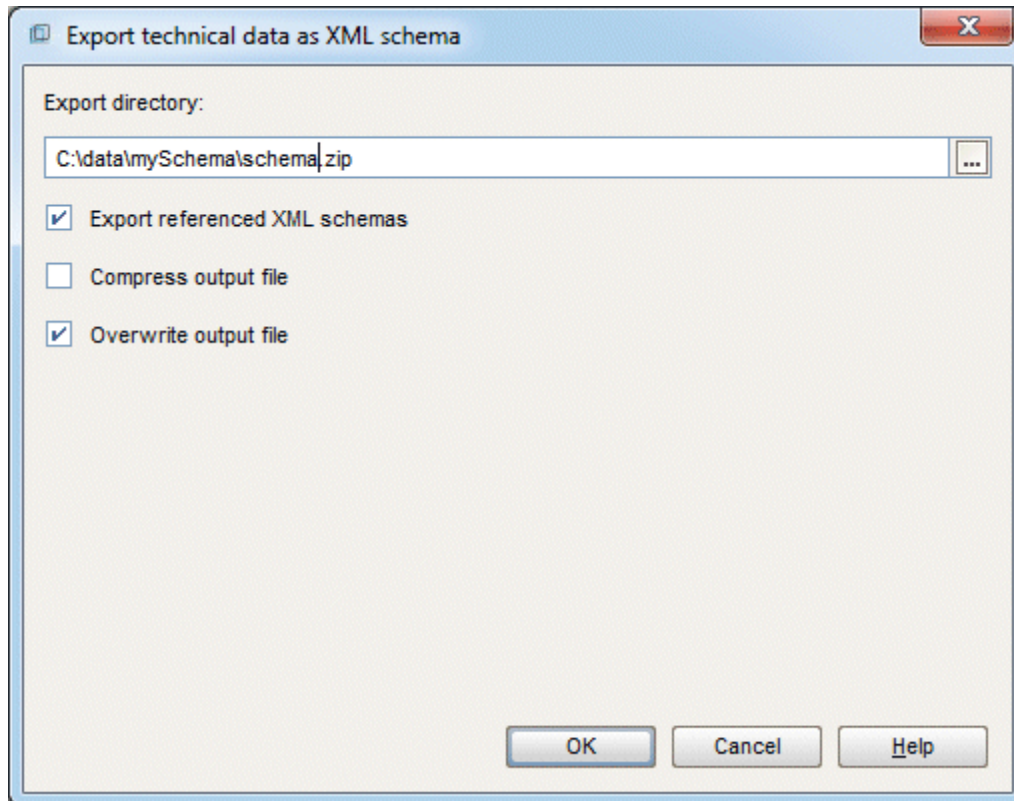 Export technical data as XML schema
Export directory:
C:\data\mySchema\schema.zip
...
Export referenced XML schemas
Compress output file
Overwrite output file
OK Cancel Help